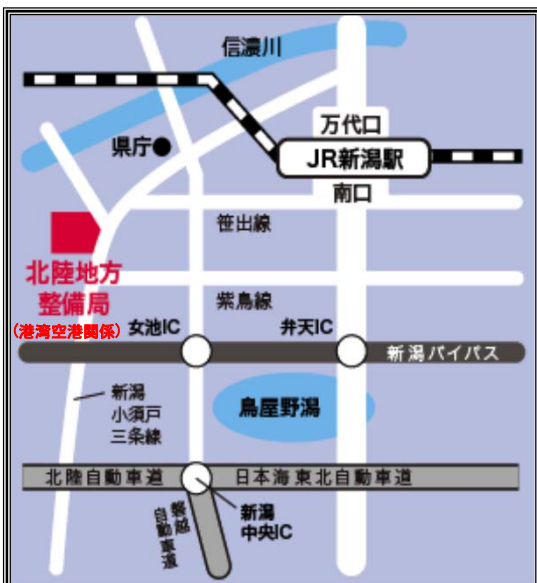 信濃川
万代口
県庁
JR新潟駅
南口
笹出線
北陸地方
整備局
(港湾空港関係)
紫鳥線
女池IC
弁天IC
新潟バイパス
新潟
小須戸
三条線
鳥屋野潟
北陸自動車道
日本海東北自動車道
磐越
自動車道
新潟
中央IC